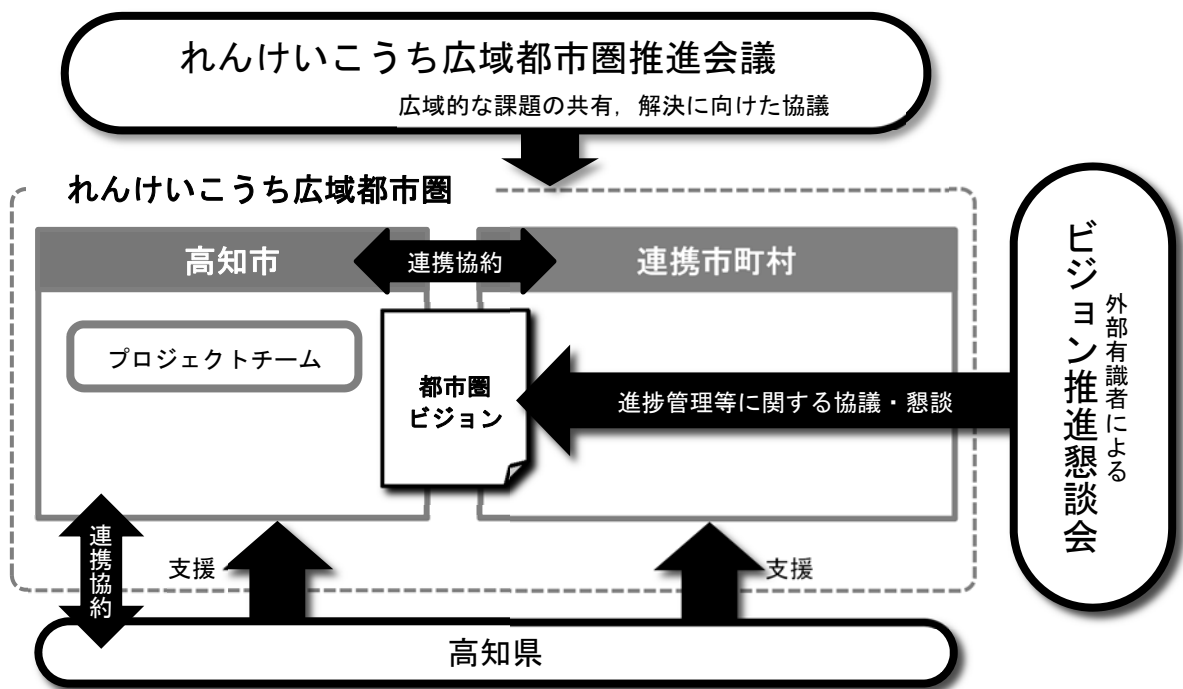 れんけいこうち広域都市圏推進会議
広域的な課題の共有，解決に向けた協議
れんけいこうち広域都市圏
高知市
連携協約
連携市町村
プロジェクトチーム
都市圏
ビジョン
進捗管理等に関する協議・懇談
外部有識者による
ビジョン推進懇談会
連携協約
支援
支援
高知県